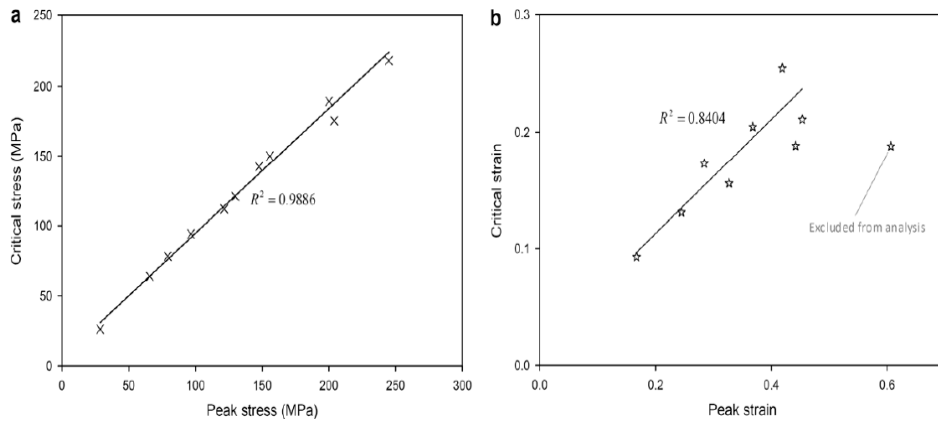 a
250
200
150
100
50
0
Critical stress (MPa)
R² = 0.9886
0 50 100 150 200 250 300
Peak stress (MPa)
b
0.3
0.2
0.1
0.0
Critical strain
R² = 0.8404
Excluded from analysis
0.0 0.2 0.4 0.6
Peak strain